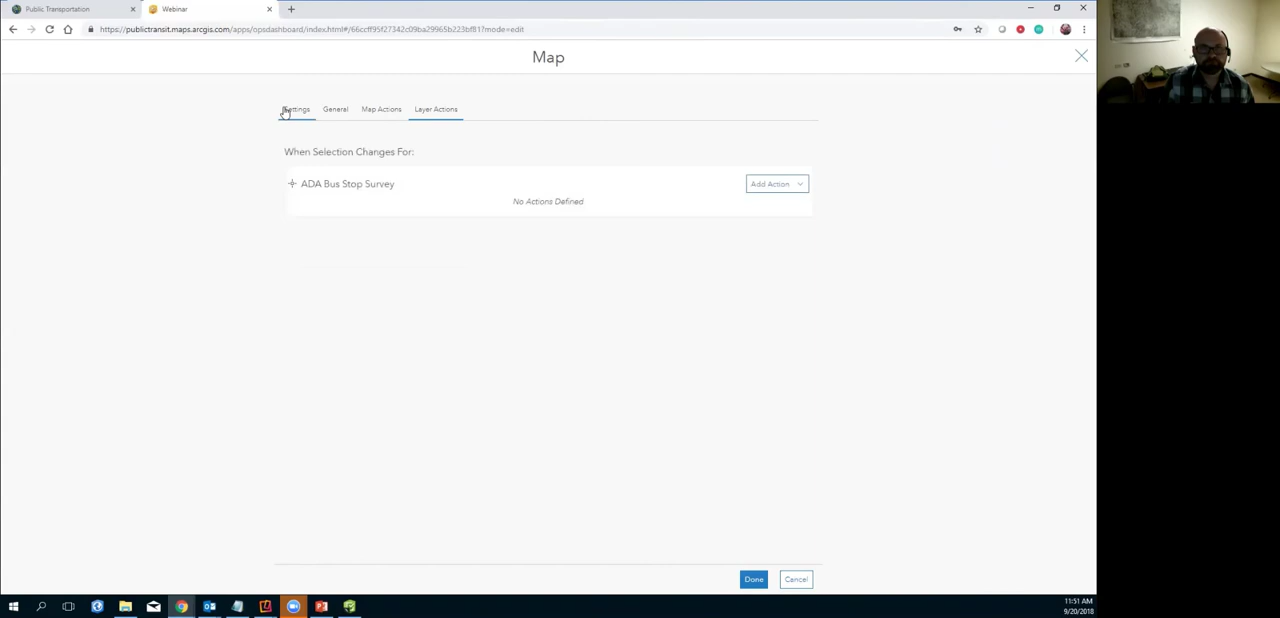 Public Transportation
Webinar
https://publictransit.maps.arcgis.com/apps/opsdashboard/index.html#/66ccff95f27342c09ba29965b223bf81?mode=edit
Map
Settings General Map Actions Layer Actions
When Selection Changes For:
ADA Bus Stop Survey
Add Action
No Actions Defined
Done Cancel
11:51 AM
9/20/2018